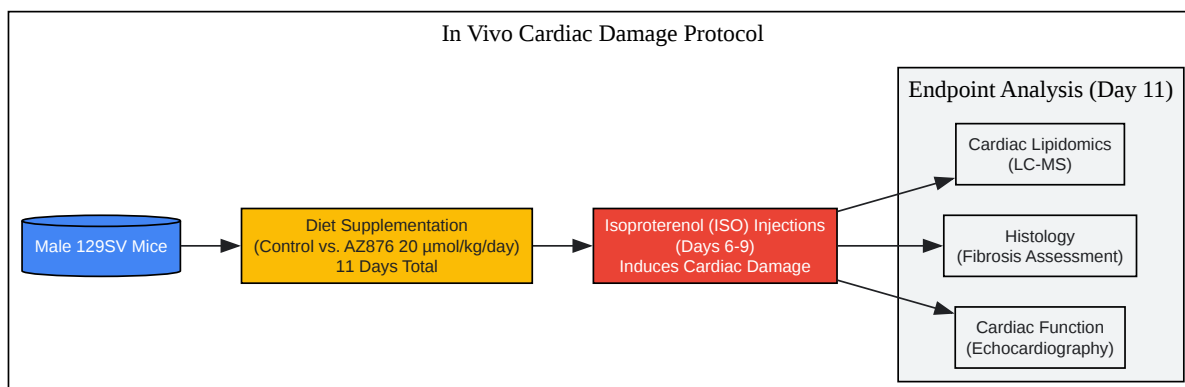 In Vivo Cardiac Damage Protocol
Male 129SV Mice
Diet Supplementation
(Control vs. AZ876 20 µmol/kg/day)
11 Days Total
Isoproterenol (ISO) Injections
(Days 6-9)
Induces Cardiac Damage
Endpoint Analysis (Day 11)
Cardiac Lipidomics
(LC-MS)
Histology
(Fibrosis Assessment)
Cardiac Function
(Echocardiography)